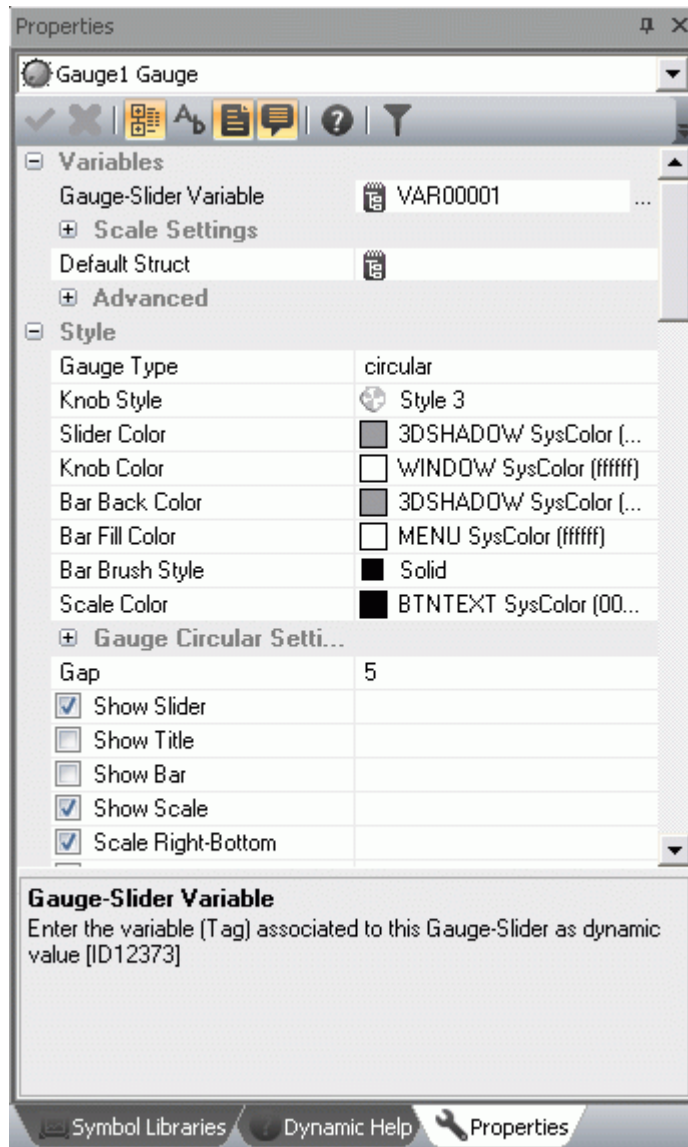 Properties
Gauge1 Gauge
Variables
Gauge-Slider Variable VAR00001 ...
Scale Settings
Default Struct
Advanced
Style
Gauge Type circular
Knob Style Style 3
Slider Color 3DSHADOW SysColor (...
Knob Color WINDOW SysColor (ffffff)
Bar Back Color 3DSHADOW SysColor (...
Bar Fill Color MENU SysColor (ffffff)
Bar Brush Style Solid
Scale Color BTNTEXT SysColor (00...
Gauge Circular Setti...
Gap 5
Show Slider
Show Title
Show Bar
Show Scale
Scale Right-Bottom
Gauge-Slider Variable
Enter the variable (Tag) associated to this Gauge-Slider as dynamic
value [ID12373]
Symbol Libraries Dynamic Help Properties